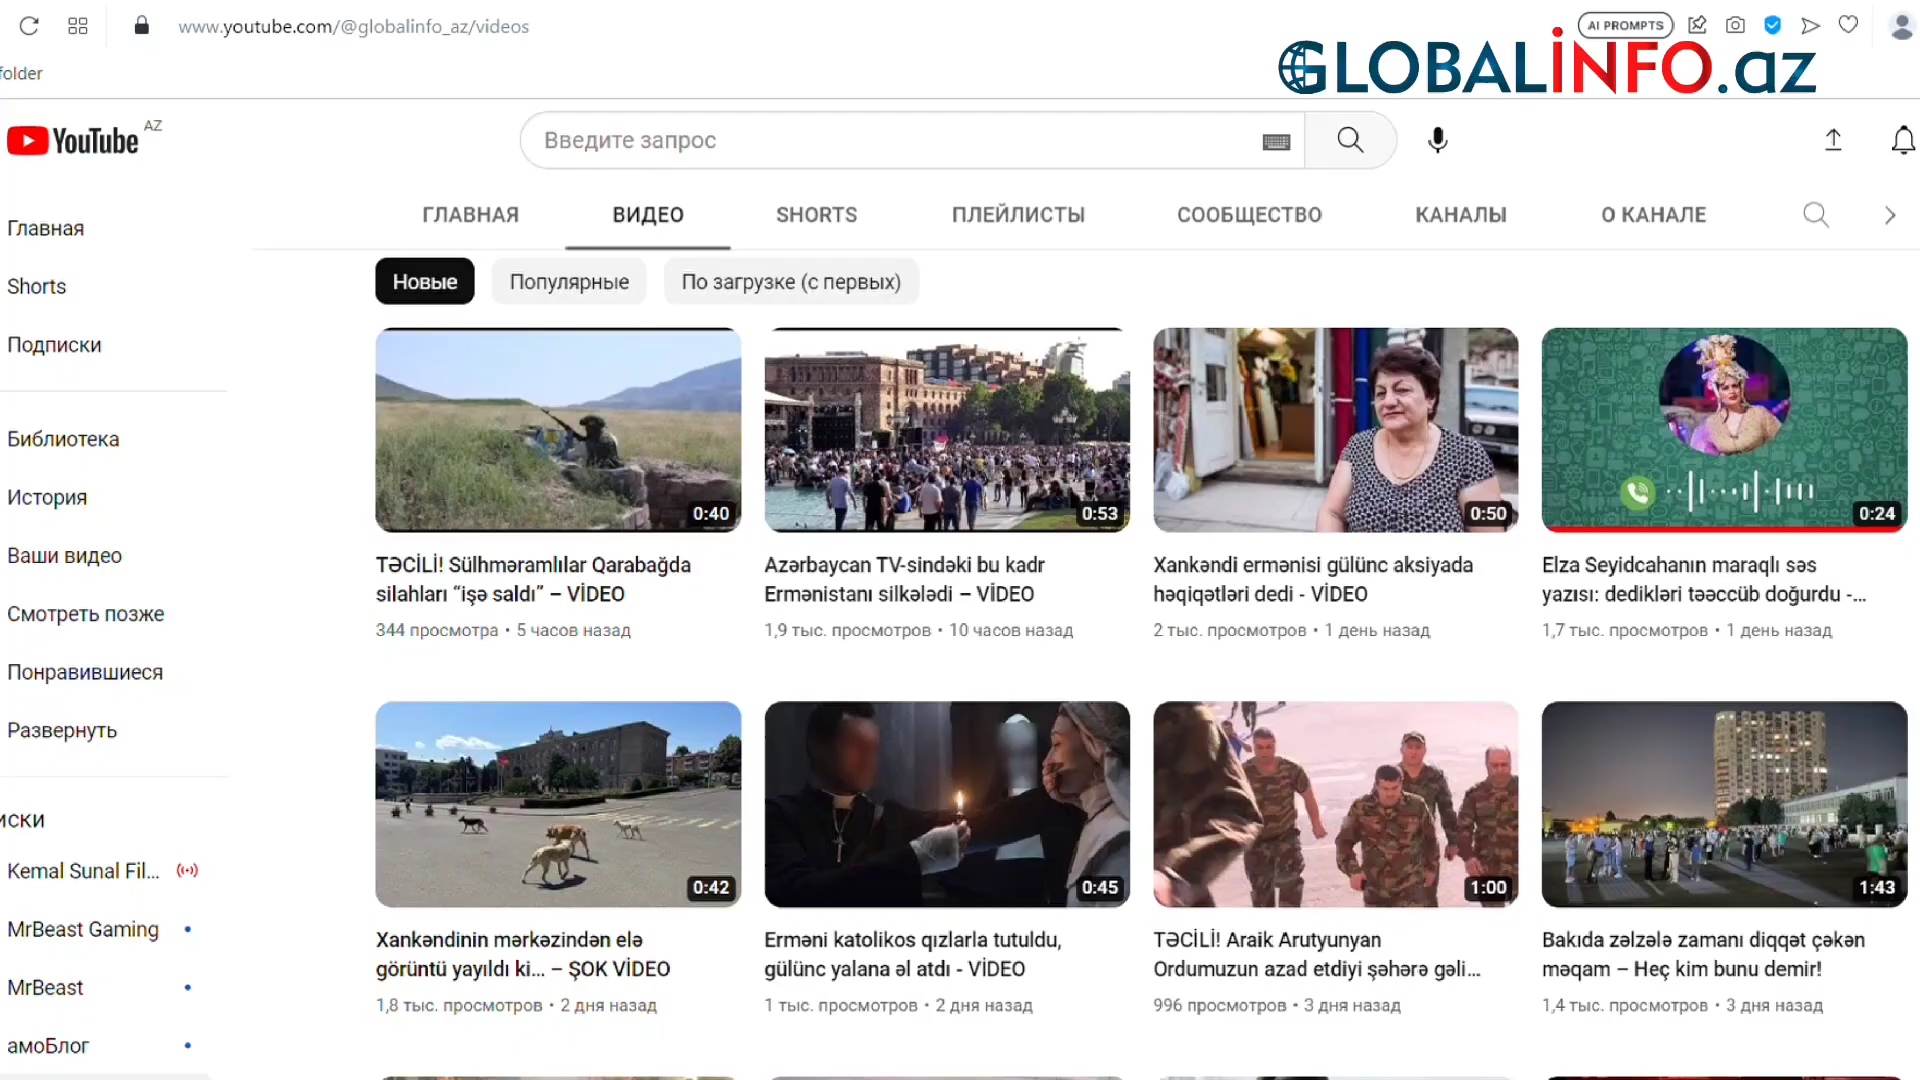 www.youtube.com/@globalinfo_az/videos
AI PROMPTS
folder
GLOBALİNFO.az
YouTube AZ
Введите запрос
ГЛАВНАЯ
ВИДЕО
SHORTS
ПЛЕЙЛИСТЫ
СООБЩЕСТВО
КАНАЛЫ
О КАНАЛЕ
Новые
Популярные
По загрузке (с первых)
Главная
Shorts
Подписки
Библиотека
История
Ваши видео
Смотреть позже
Понравившиеся
Развернуть
иски
Kemal Sunal Fil...
MrBeast Gaming
MrBeast
амоБлог
0:40
TƏCİLİ! Sülhməramlılar Qarabağda
silahları “işə saldı” – VİDEO
344 просмотра • 5 часов назад
0:53
Azərbaycan TV-sindəki bu kadr
Ermənistanı silkələdi – VİDEO
1,9 тыс. просмотров • 10 часов назад
0:50
Xankəndi ermənisi gülünc aksiyada
həqiqətləri dedi - VİDEO
2 тыс. просмотров • 1 день назад
0:24
Elza Seyidcahanın maraqlı səs
yazısı: dedikləri təəccüb doğurdu -...
1,7 тыс. просмотров • 1 день назад
0:42
Xankəndinin mərkəzindən elə
görüntü yayıldı ki... – ŞOK VİDEO
1,8 тыс. просмотров • 2 дня назад
0:45
Erməni katolikos qızlarla tutuldu,
gülünc yalana əl atdı - VİDEO
1 тыс. просмотров • 2 дня назад
1:00
TƏCİLİ! Araik Arutyunyan
Ordumuzun azad etdiyi şəhərə gəli...
996 просмотров • 3 дня назад
1:43
Bakıda zəlzələ zamanı diqqət çəkən
məqam – Heç kim bunu demir!
1,4 тыс. просмотров • 3 дня назад